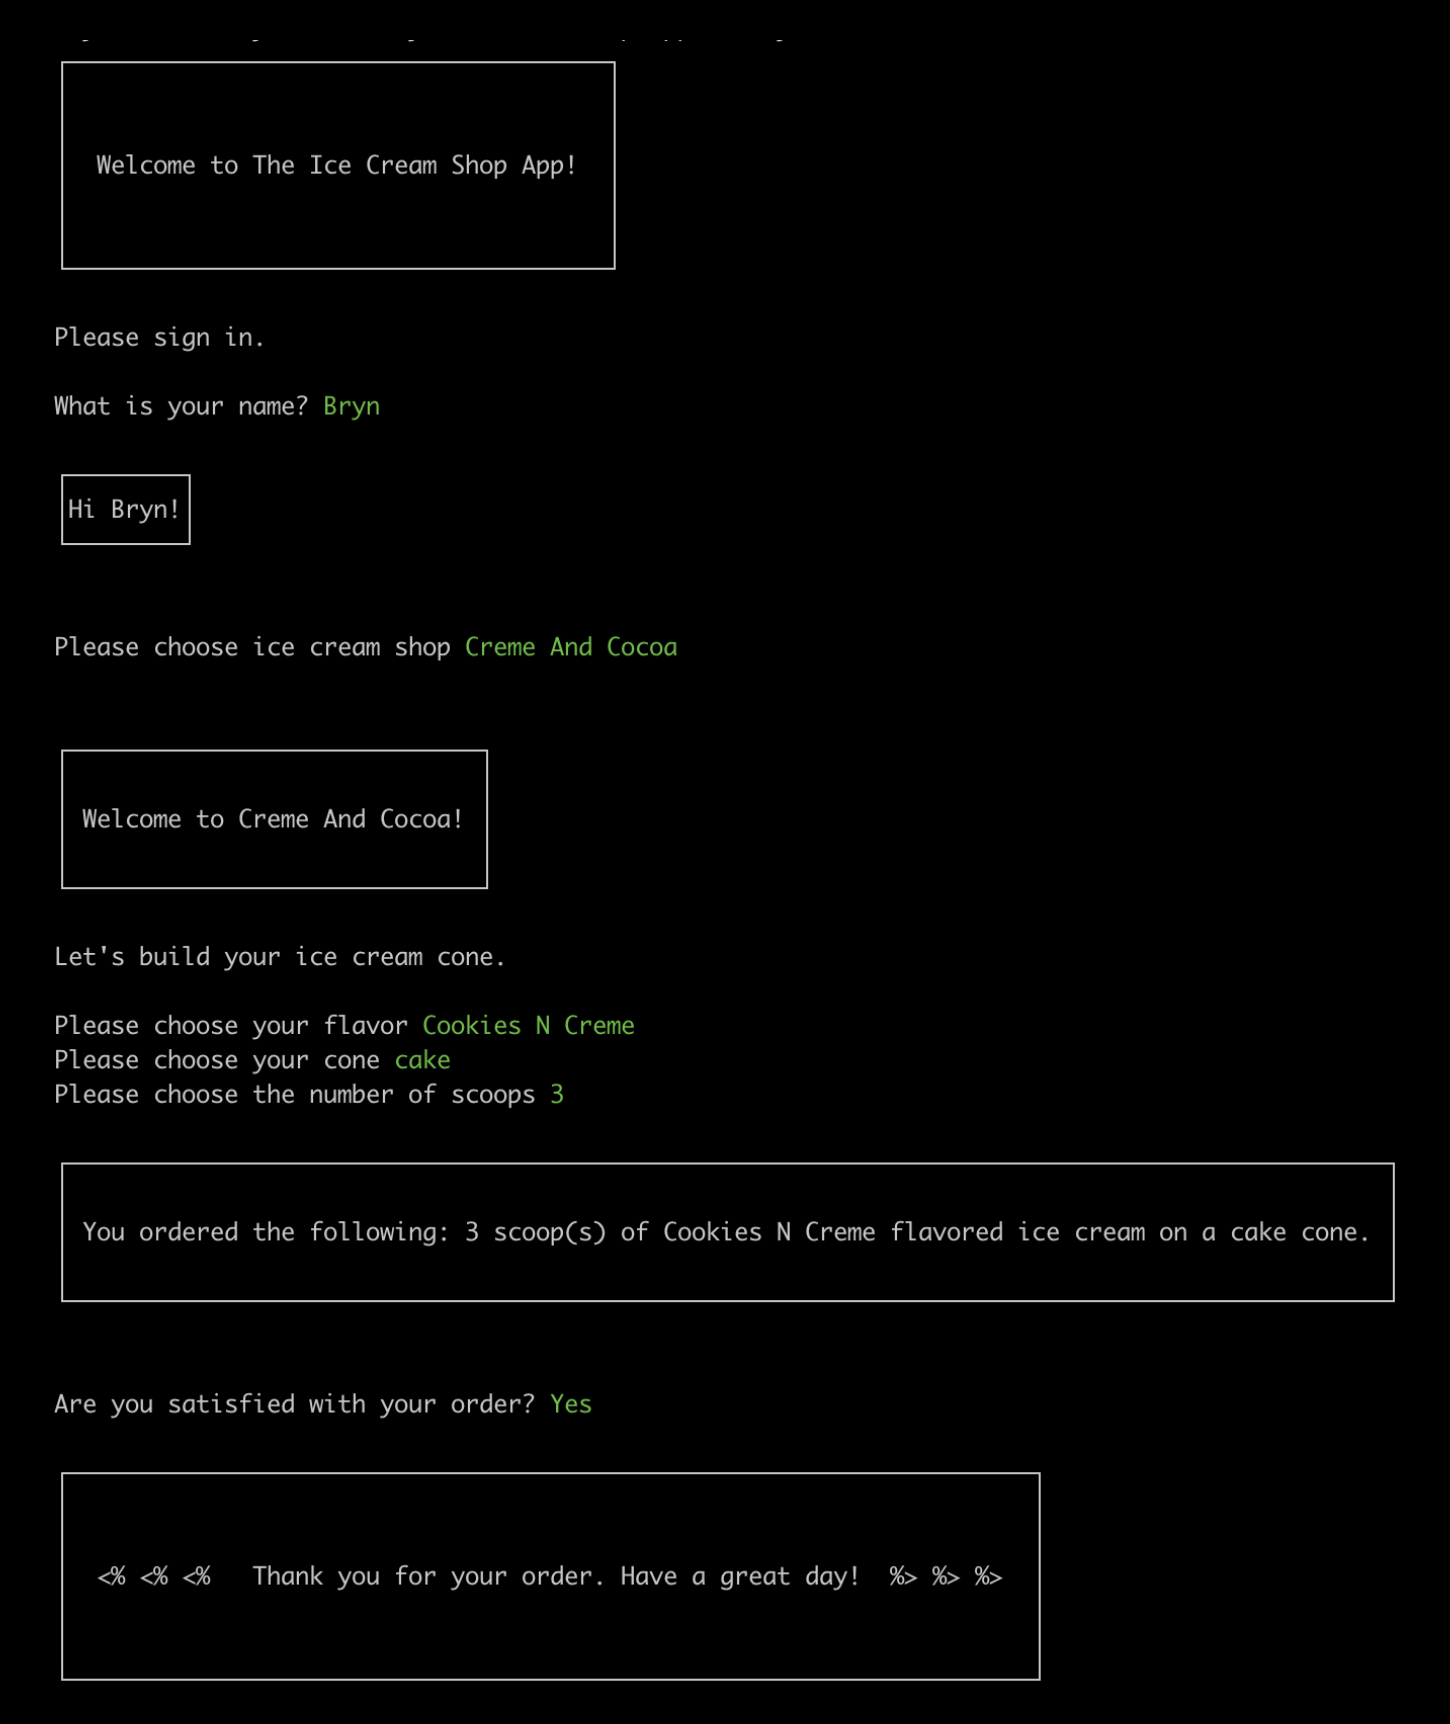 Welcome to The Ice Cream Shop App!
Please sign in.
What is your name? Bryn
Hi Bryn!
Please choose ice cream shop Creme And Cocoa
Welcome to Creme And Cocoa!
Let's build your ice cream cone.
Please choose your flavor Cookies N Creme
Please choose your cone cake
Please choose the number of scoops 3
You ordered the following: 3 scoop(s) of Cookies N Creme flavored ice cream on a cake cone.
Are you satisfied with your order? Yes
<% <% <%   Thank you for your order. Have a great day!  %> %> %>